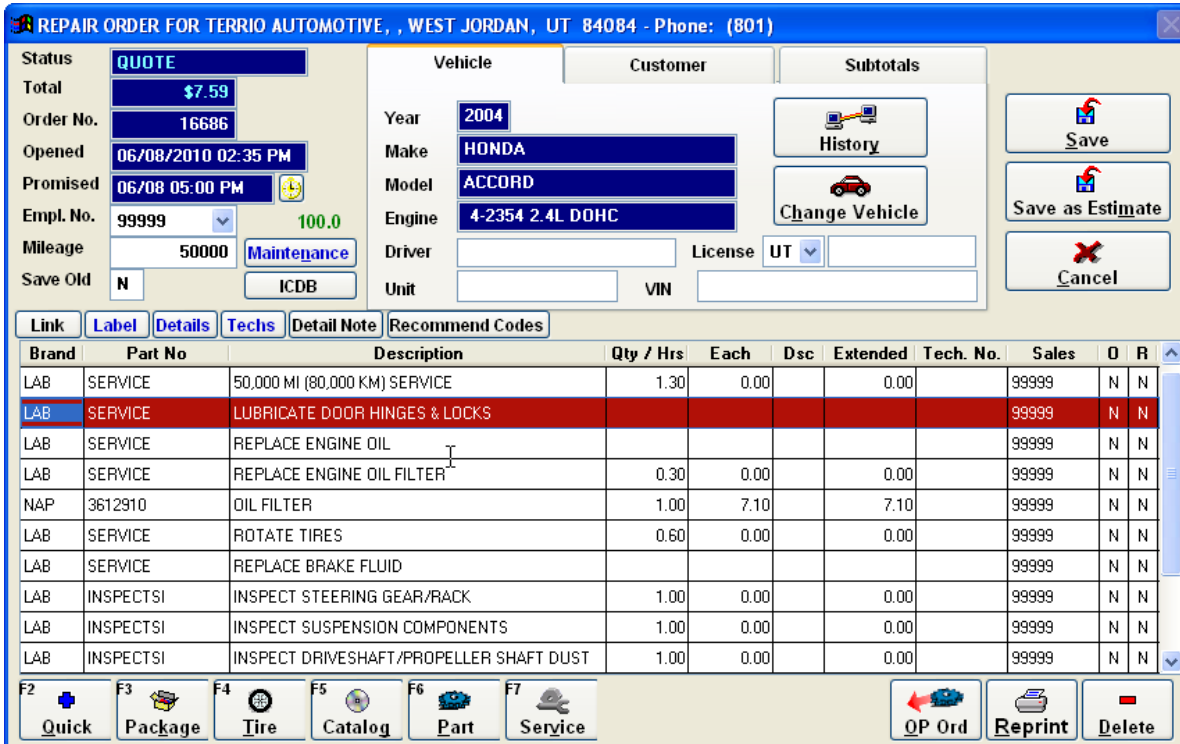 REPAIR ORDER FOR TERRIO AUTOMOTIVE, , WEST JORDAN, UT 84084 - Phone: (801)
Status QUOTE
Total $7.59
Order No. 16686
Opened 06/08/2010 02:35 PM
Promised 06/08 05:00 PM
Empl. No. 99999 100.0
Mileage 50000 Maintenance
Save Old N ICDB
Vehicle Customer Subtotals
Year 2004
Make HONDA
Model ACCORD
Engine 4-2354 2.4L DOHC
Driver License UT
Unit VIN
History
Change Vehicle
Save
Save as Estimate
Cancel
Link Label Details Techs Detail Note Recommend Codes
Brand Part No Description Qty / Hrs Each Dsc Extended Tech. No. Sales O R
LAB SERVICE 50,000 MI (80,000 KM) SERVICE 1.30 0.00 0.00 99999 N N
LAB SERVICE LUBRICATE DOOR HINGES & LOCKS 99999 N N
LAB SERVICE REPLACE ENGINE OIL 99999 N N
LAB SERVICE REPLACE ENGINE OIL FILTER 0.30 0.00 0.00 99999 N N
NAP 3612910 OIL FILTER 1.00 7.10 7.10 99999 N N
LAB SERVICE ROTATE TIRES 0.60 0.00 0.00 99999 N N
LAB SERVICE REPLACE BRAKE FLUID 99999 N N
LAB INSPECTSI INSPECT STEERING GEAR/RACK 1.00 0.00 0.00 99999 N N
LAB INSPECTSI INSPECT SUSPENSION COMPONENTS 1.00 0.00 0.00 99999 N N
LAB INSPECTSI INSPECT DRIVESHAFT/PROPELLER SHAFT DUST 1.00 0.00 0.00 99999 N N
F2 Quick F3 Package F4 Tire F5 Catalog F6 Part F7 Service OP Ord Reprint Delete